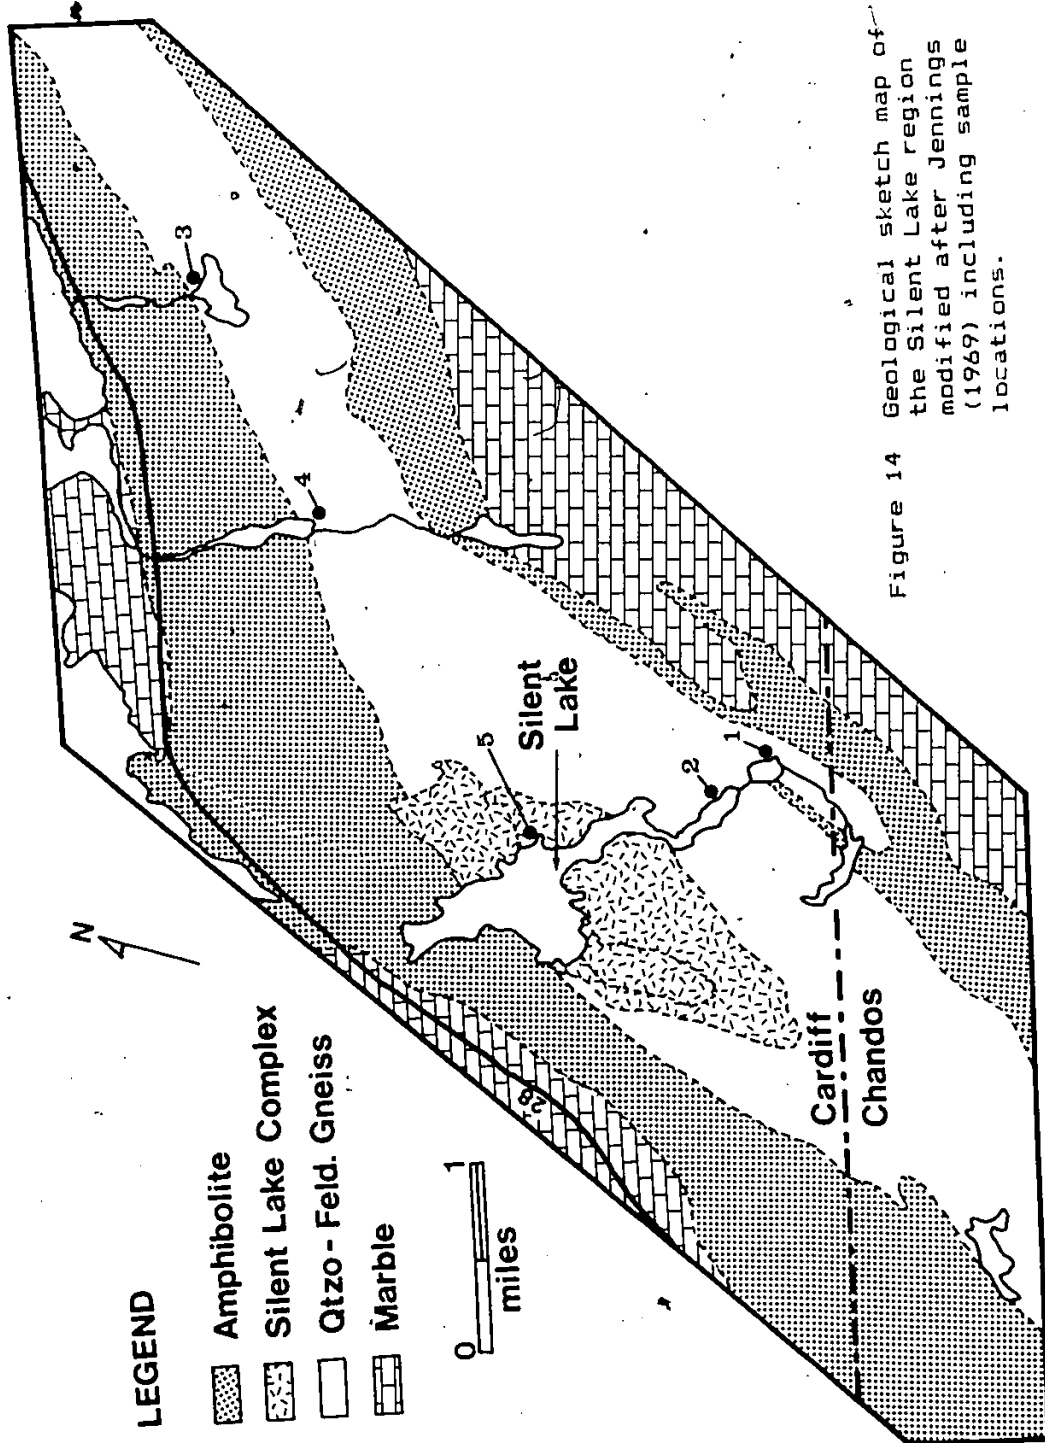 N
LEGEND
Amphibolite
Silent Lake Complex
Qtzo-Feld. Gneiss
Marble
0 1
miles
28
3
4
5
Silent
Lake
2
1
Cardiff
Chandos
Figure 14 Geological sketch map of
the Silent Lake region
modified after Jennings
(1969) including sample
locations.